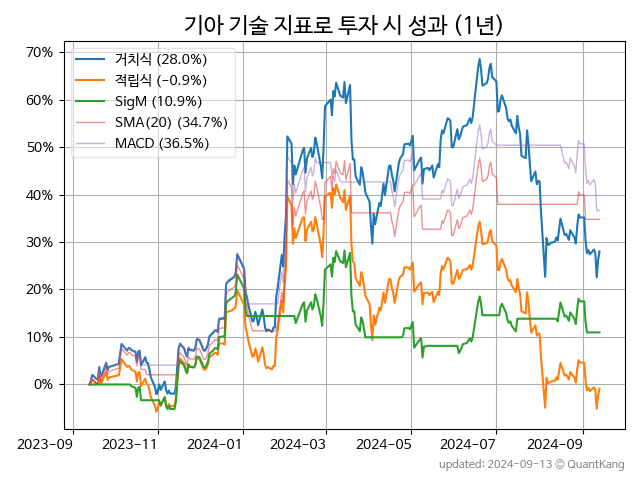 기아 기술 지표로 투자 시 성과 (1년)
70%
60%
50%
40%
30%
20%
10%
0%
거치식 (28.0%)
적립식 (-0.9%)
SigM (10.9%)
SMA(20) (34.7%)
MACD (36.5%)
2023-09 2023-11 2024-01 2024-03 2024-05 2024-07 2024-09
updated: 2024-09-13 ⓒ QuantKang